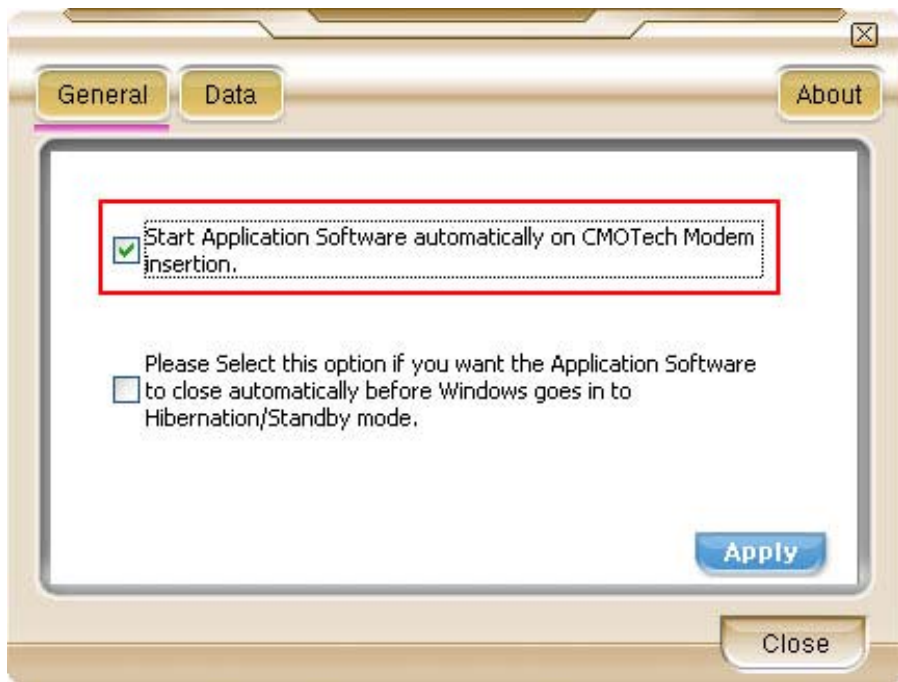 General
Data
About
Start Application Software automatically on CMOTech Modem
insertion.
Please Select this option if you want the Application Software
to close automatically before Windows goes in to
Hibernation/Standby mode.
Apply
Close